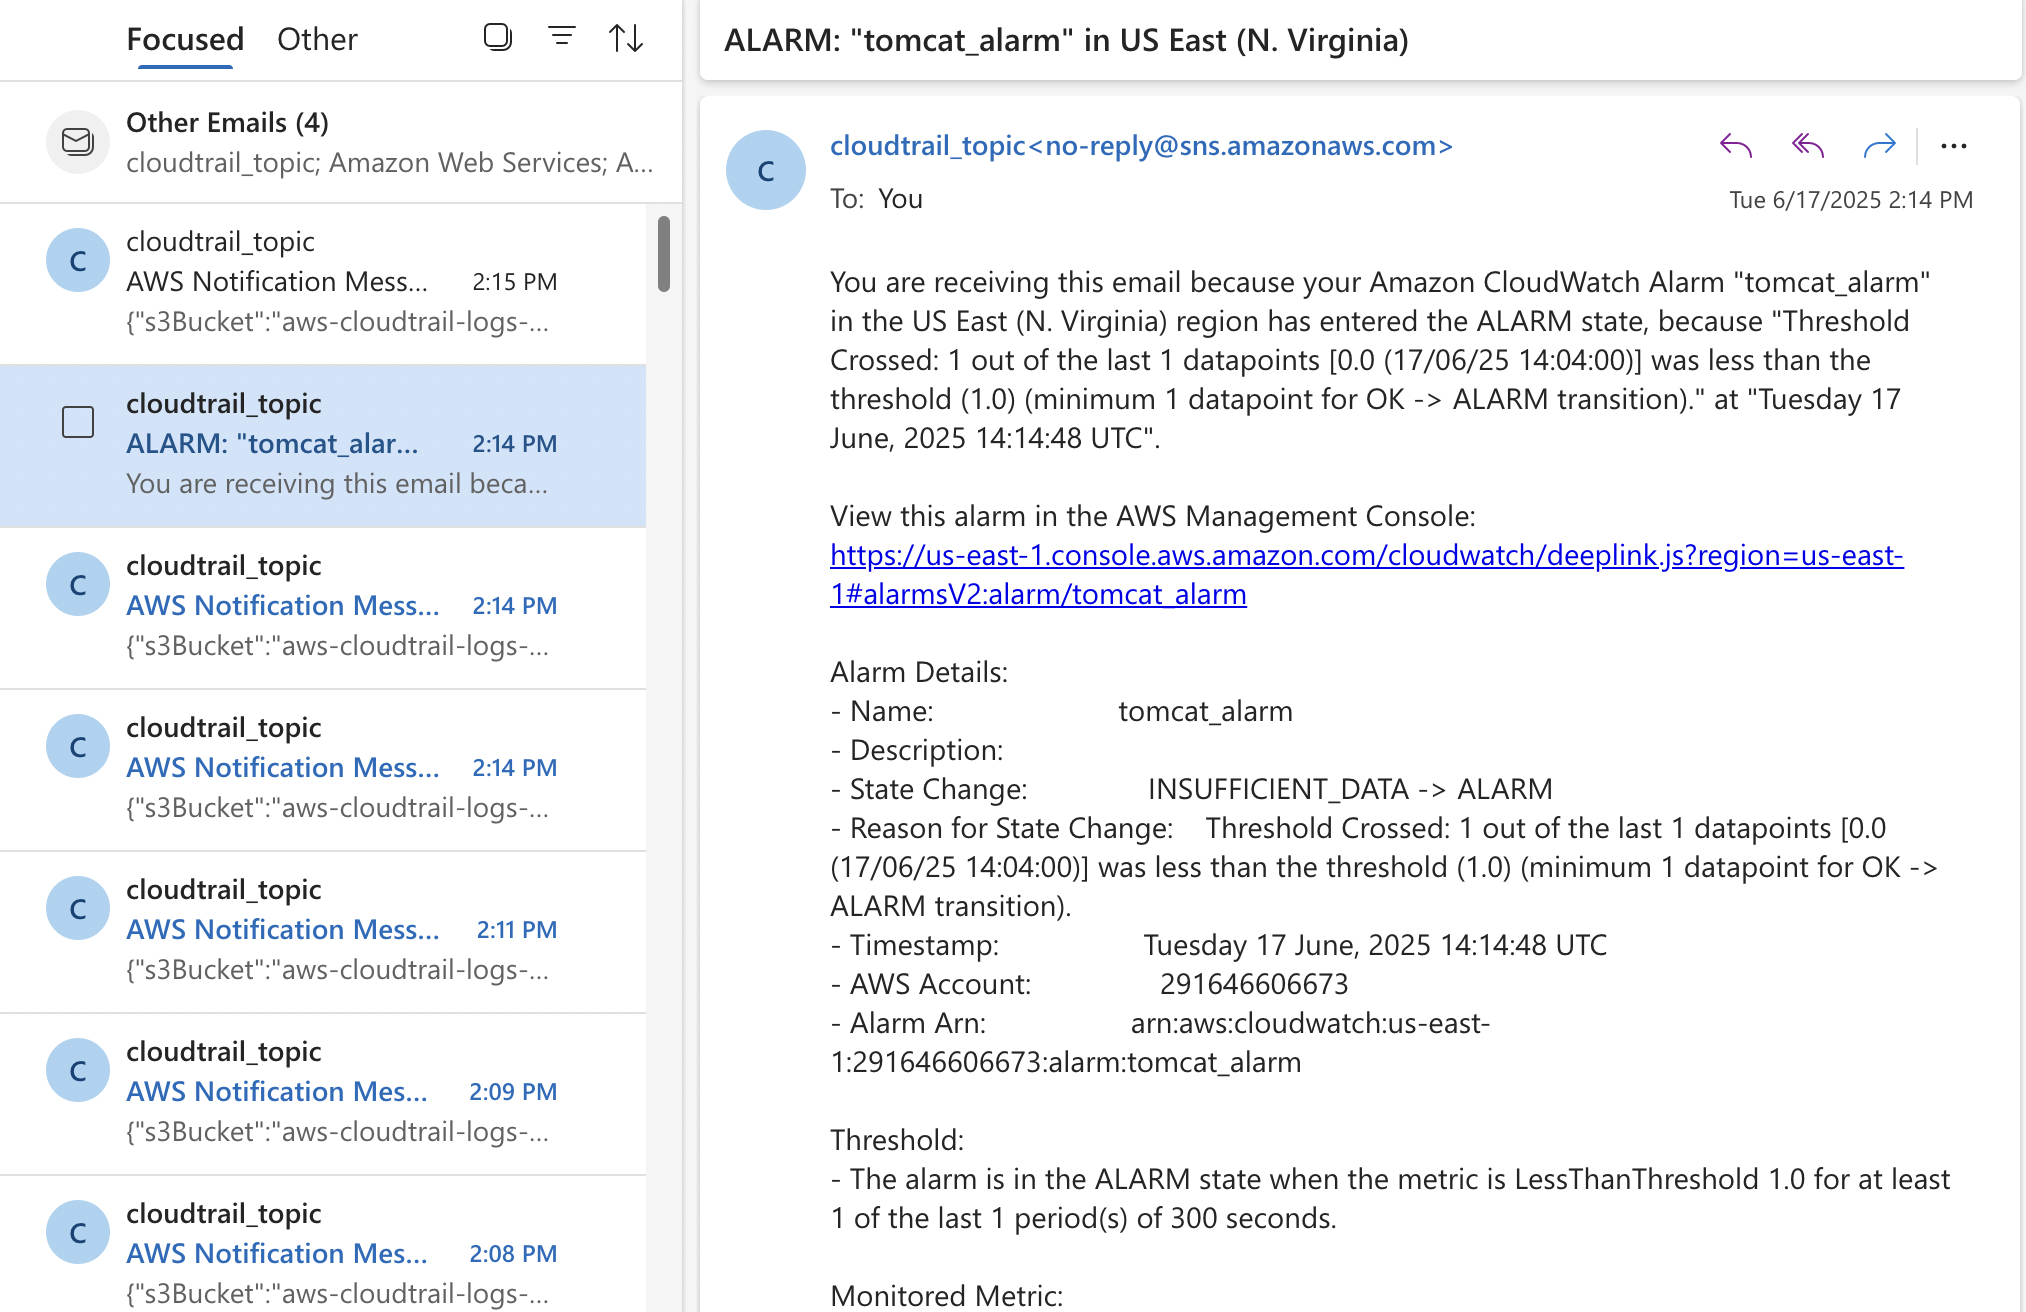 Focused Other
Other Emails (4)
cloudtrail_topic; Amazon Web Services; A...
C
cloudtrail_topic
AWS Notification Mess... 2:15 PM
{"s3Bucket":"aws-cloudtrail-logs-...
cloudtrail_topic
ALARM: "tomcat_alar... 2:14 PM
You are receiving this email beca...
C
cloudtrail_topic
AWS Notification Mess... 2:14 PM
{"s3Bucket":"aws-cloudtrail-logs-...
C
cloudtrail_topic
AWS Notification Mess... 2:14 PM
{"s3Bucket":"aws-cloudtrail-logs-...
C
cloudtrail_topic
AWS Notification Mess... 2:11 PM
{"s3Bucket":"aws-cloudtrail-logs-...
C
cloudtrail_topic
AWS Notification Mes... 2:09 PM
{"s3Bucket":"aws-cloudtrail-logs-...
C
cloudtrail_topic
AWS Notification Mes... 2:08 PM
{"s3Bucket":"aws-cloudtrail-logs-...
ALARM: "tomcat_alarm" in US East (N. Virginia)
C
cloudtrail_topic<no-reply@sns.amazonaws.com>
To: You
Tue 6/17/2025 2:14 PM
You are receiving this email because your Amazon CloudWatch Alarm "tomcat_alarm"
in the US East (N. Virginia) region has entered the ALARM state, because "Threshold
Crossed: 1 out of the last 1 datapoints [0.0 (17/06/25 14:04:00)] was less than the
threshold (1.0) (minimum 1 datapoint for OK -> ALARM transition)." at "Tuesday 17
June, 2025 14:14:48 UTC".
View this alarm in the AWS Management Console:
https://us-east-1.console.aws.amazon.com/cloudwatch/deeplink.js?region=us-east-
1#alarmsV2:alarm/tomcat_alarm
Alarm Details:
- Name: tomcat_alarm
- Description:
- State Change: INSUFFICIENT_DATA -> ALARM
- Reason for State Change: Threshold Crossed: 1 out of the last 1 datapoints [0.0
(17/06/25 14:04:00)] was less than the threshold (1.0) (minimum 1 datapoint for OK ->
ALARM transition).
- Timestamp: Tuesday 17 June, 2025 14:14:48 UTC
- AWS Account: 291646606673
- Alarm Arn: arn:aws:cloudwatch:us-east-
1:291646606673:alarm:tomcat_alarm
Threshold:
- The alarm is in the ALARM state when the metric is LessThanThreshold 1.0 for at least
1 of the last 1 period(s) of 300 seconds.
Monitored Metric: